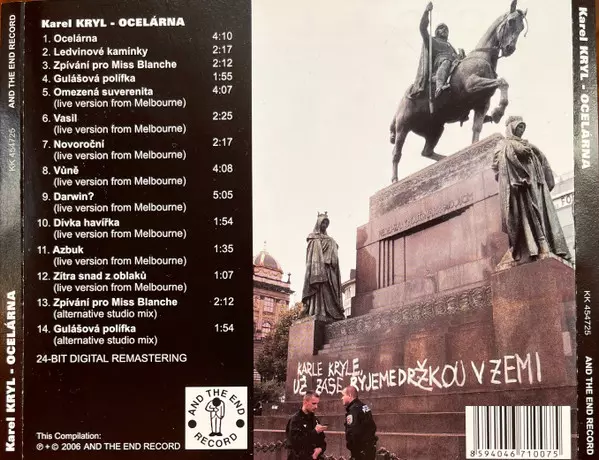 Karel KRYL - OCELÁRNA
1. Ocelárna 4:10
2. Ledvinové kamínky 2:17
3. Zpívání pro Miss Blanche 2:12
4. Gulášová polífka 1:55
5. Omezená suverenita 4:07
(live version from Melbourne)
6. Vasil 2:25
(live version from Melbourne)
7. Novoroční 2:17
(live version from Melbourne)
8. Vůně 4:08
(live version from Melbourne)
9. Darwin? 5:05
(live version from Melbourne)
10. Divka havířka 1:54
(live version from Melbourne)
11. Azbuk 1:35
(live version from Melbourne)
12. Zítra snad z oblaků 1:07
(live version from Melbourne)
13. Zpívání pro Miss Blanche 2:12
(alternative studio mix)
14. Gulášová polífka 1:54
(alternative studio mix)
24-BIT DIGITAL REMASTERING
This Compilation:
℗ + © 2006 AND THE END RECORD
AND THE END
RECORD
KARLE KRYLE,
UŽ ZASE RYJEME DRŽKOU V ZEMI
8594046710075
Karel KRYL - OCELÁRNA KK 454725 AND THE END RECORD
Karel KRYL - OCELÁRNA KK 454725 AND THE END RECORD